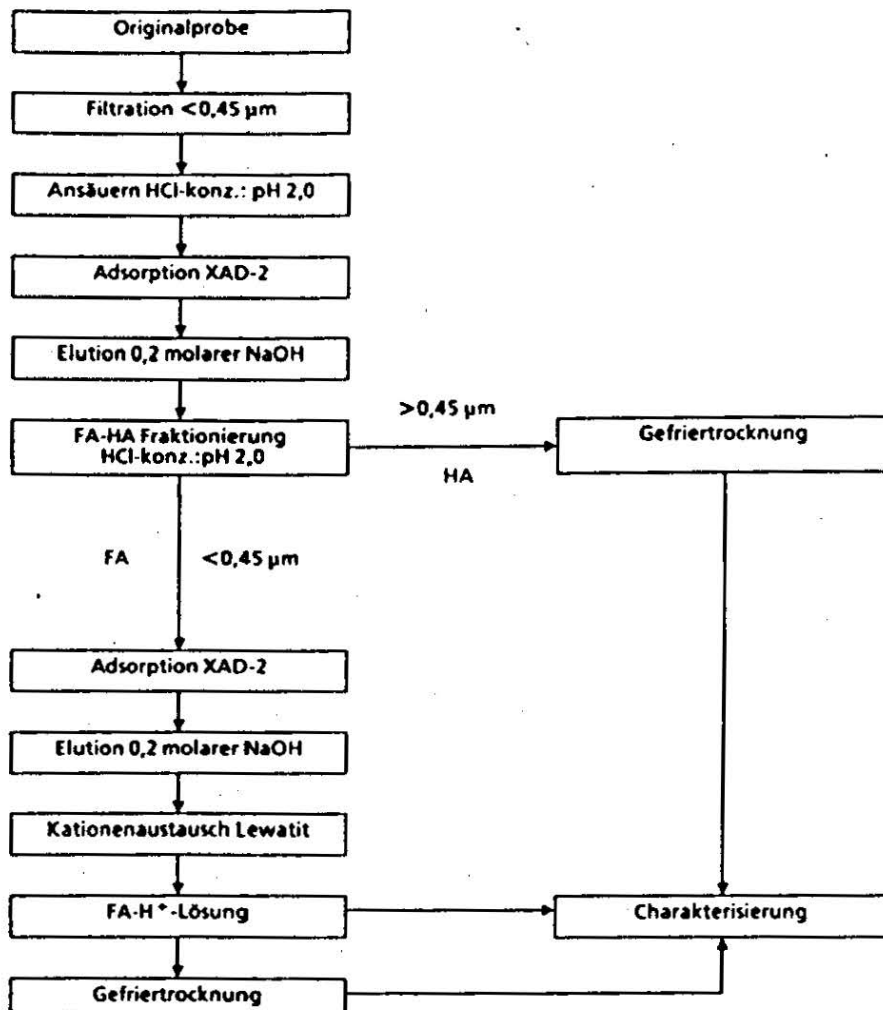 Originalprobe
Filtration <0,45 µm
Ansäuern HCl-konz.: pH 2,0
Adsorption XAD-2
Elution 0,2 molarer NaOH
FA-HA Fraktionierung
HCl-konz.:pH 2,0
>0,45 µm
HA
Gefriertrocknung
FA <0,45 µm
Adsorption XAD-2
Elution 0,2 molarer NaOH
Kationenaustausch Lewatit
FA-H⁺-Lösung
Charakterisierung
Gefriertrocknung